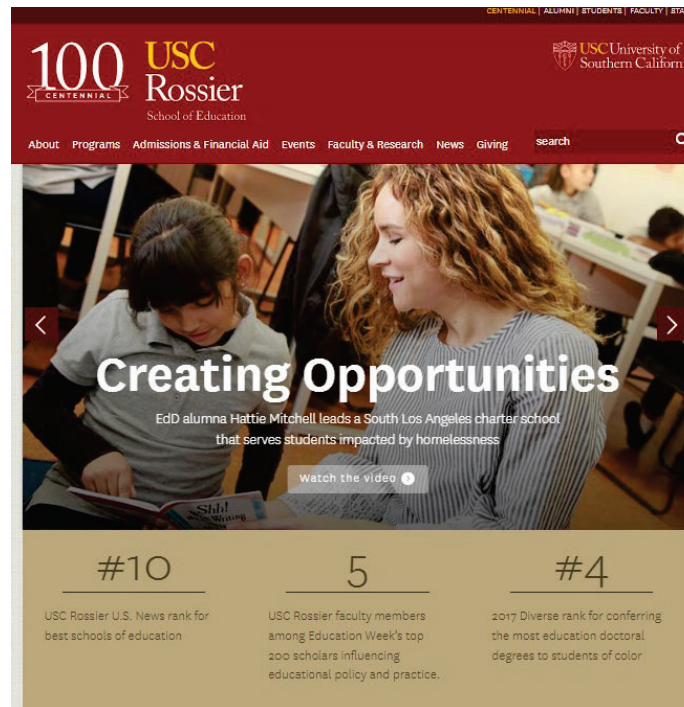 CENTENNIAL | ALUMNI | STUDENTS | FACULTY | STA
100
CENTENNIAL
USC
Rossier
School of Education
USC University of
Southern Californ
About Programs Admissions & Financial Aid Events Faculty & Research News Giving search
Creating Opportunities
EdD alumna Hattie Mitchell leads a South Los Angeles charter school
that serves students impacted by homelessness
Watch the video
Shh!
Writing
#10
USC Rossier U.S. News rank for
best schools of education
5
USC Rossier faculty members
among Education Week's top
200 scholars influencing
educational policy and practice.
#4
2017 Diverse rank for conferring
the most education doctoral
degrees to students of color